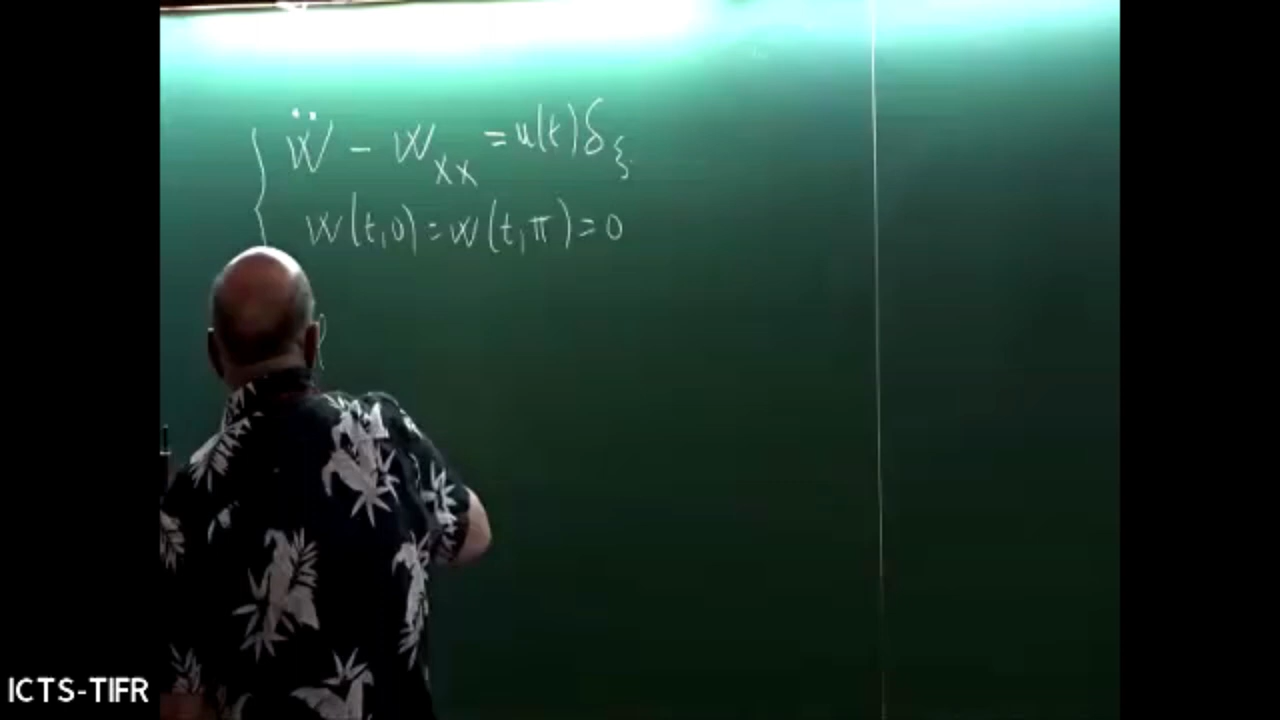 ẅ - w_xx = u(t)δ_ξ
w(t,0) = w(t,π) = 0
ICTS-TIFR